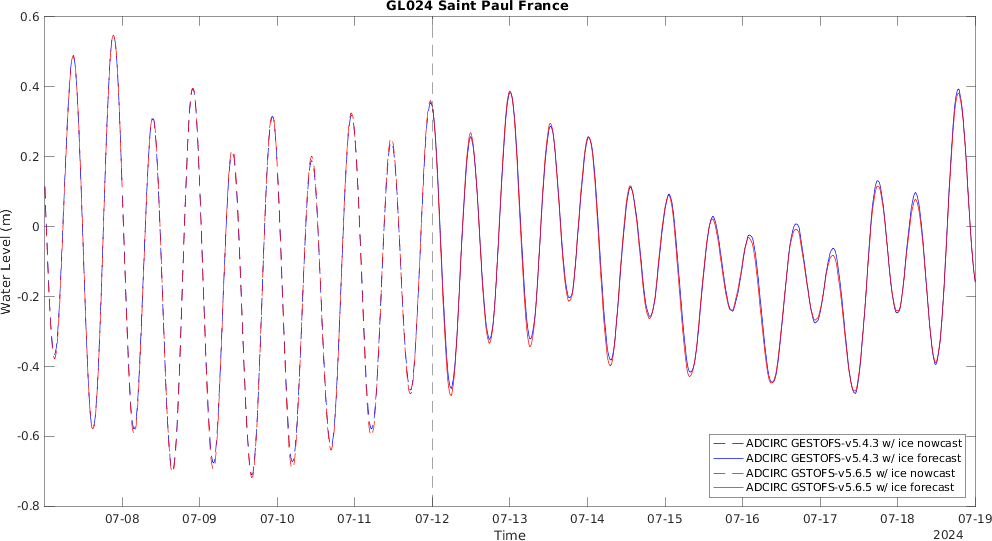 GL024 Saint Paul France
0.6
0.4
0.2
0
-0.2
-0.4
-0.6
-0.8
Water Level (m)
ADCIRC GESTOFS-v5.4.3 w/ ice nowcast
ADCIRC GESTOFS-v5.4.3 w/ ice forecast
ADCIRC GSTOFS-v5.6.5 w/ ice nowcast
ADCIRC GSTOFS-v5.6.5 w/ ice forecast
07-08 07-09 07-10 07-11 07-12 07-13 07-14 07-15 07-16 07-17 07-18 07-19
Time
2024